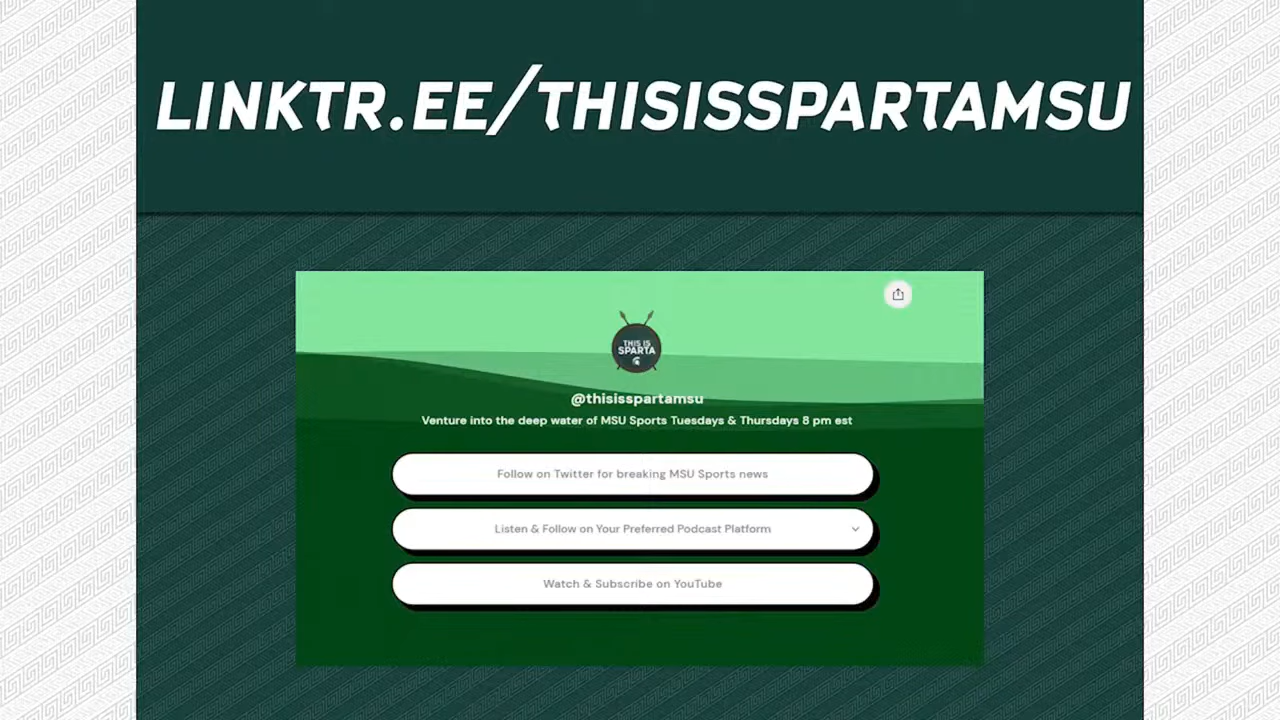 LINKTR.EE/THISISSPARTAMSU
THIS IS
SPARTA
@thisisspartamsu
Venture into the deep water of MSU Sports Tuesdays & Thursdays 8 pm est
Follow on Twitter for breaking MSU Sports news
Listen & Follow on Your Preferred Podcast Platform
Watch & Subscribe on YouTube